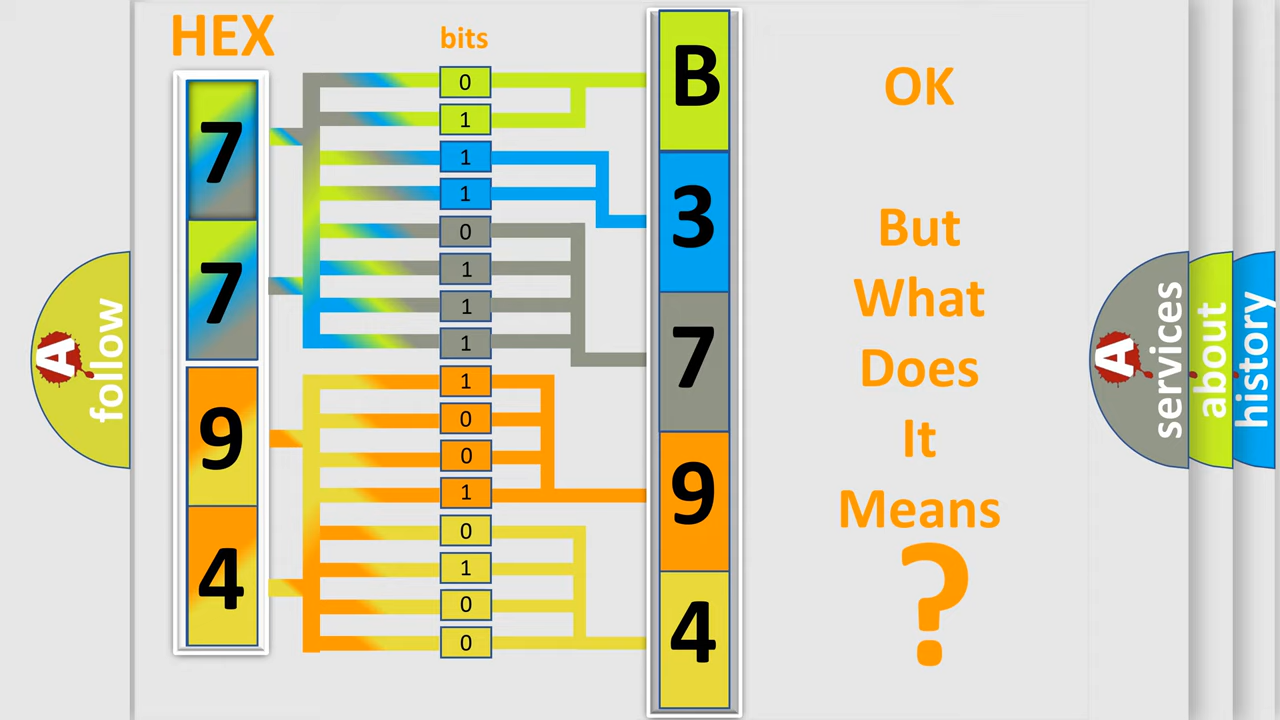 HEX
bits
7
7
9
4
0
1
1
1
0
1
1
1
1
0
0
1
0
1
0
0
B
3
7
9
4
OK
But
What
Does
It
Means
?
A
follow
A
services
about
history